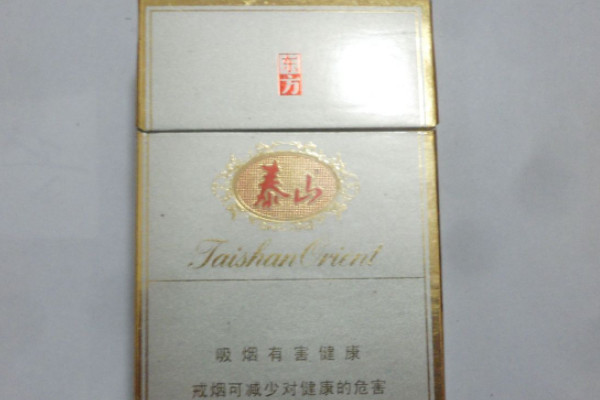 东方
泰山
Taishan Orient
吸烟有害健康
戒烟可减少对健康的危害